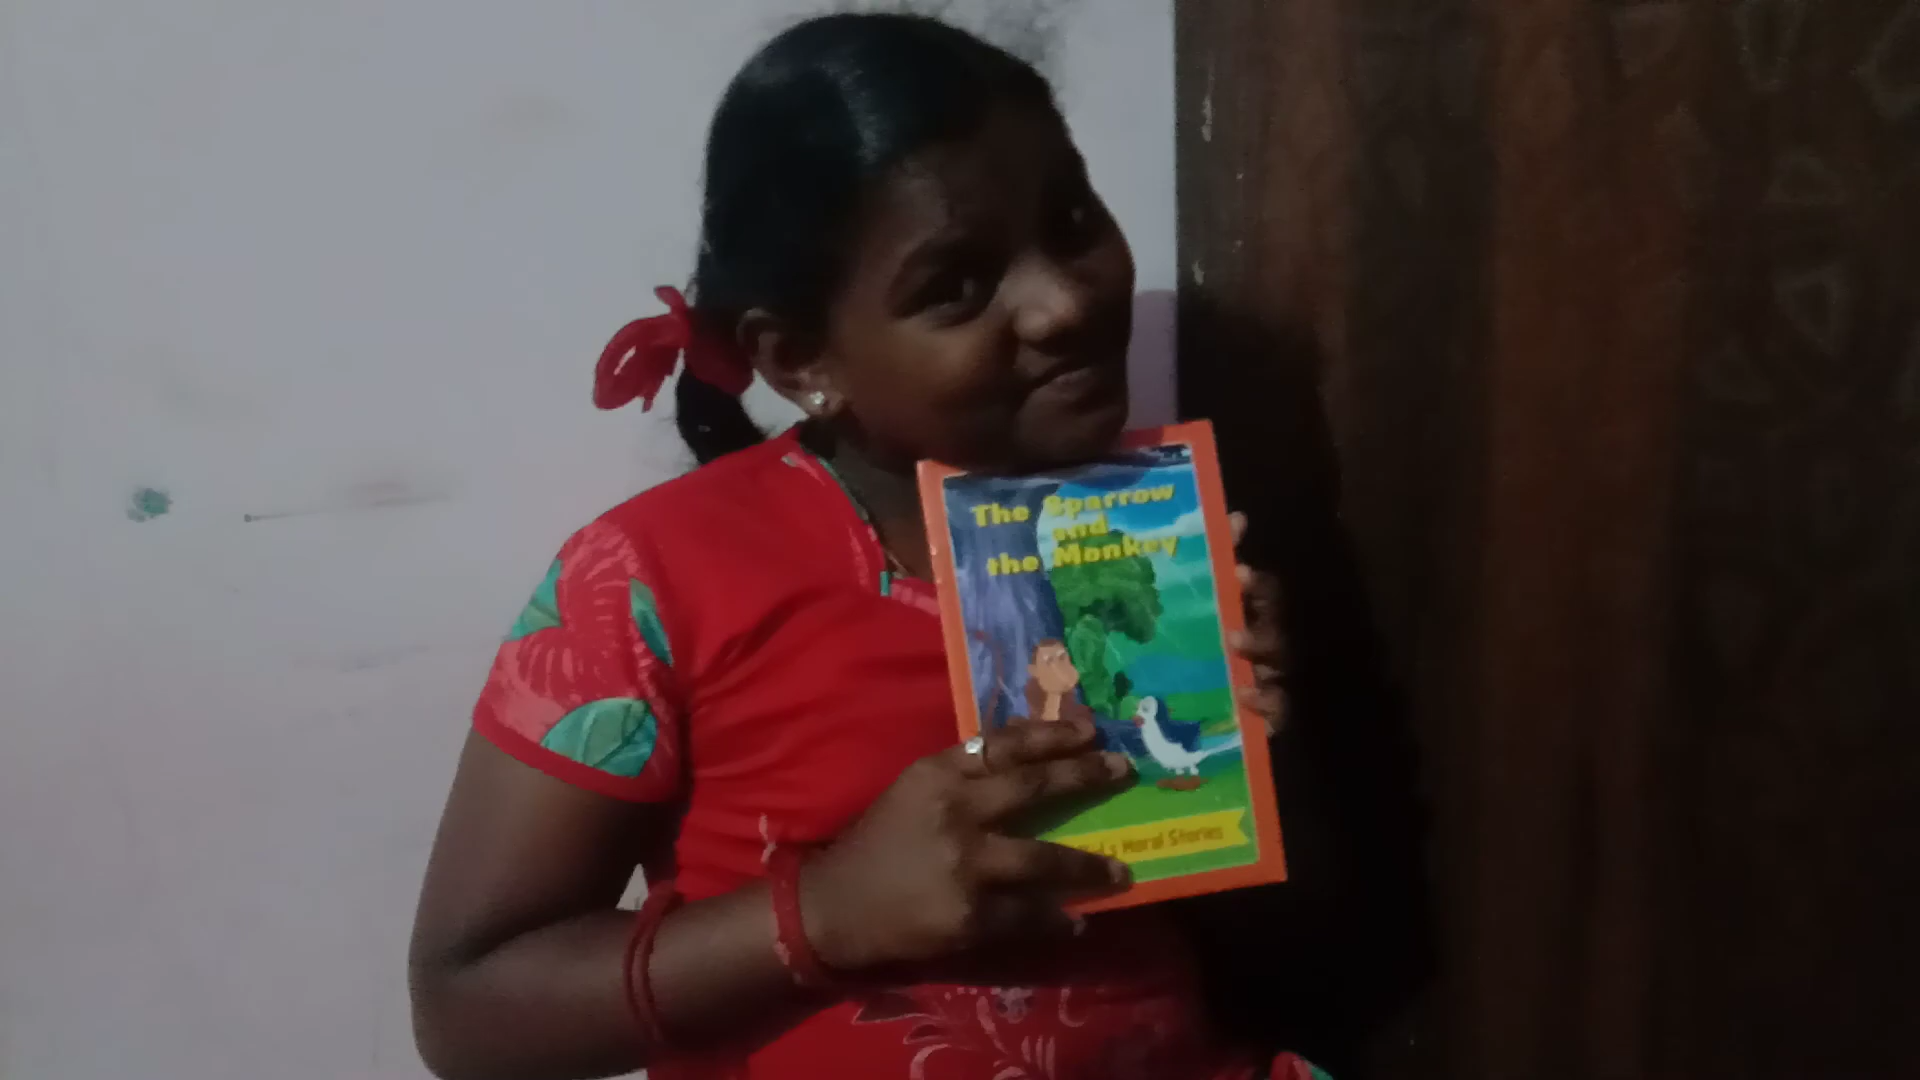 The Sparrow
and
the Monkey
Moral Stories